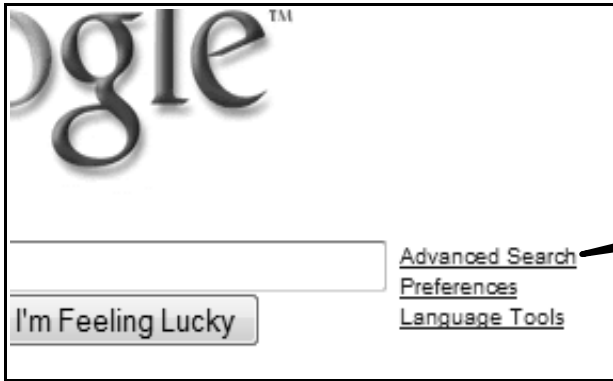 ogle™
Advanced Search
Preferences
I'm Feeling Lucky
Language Tools